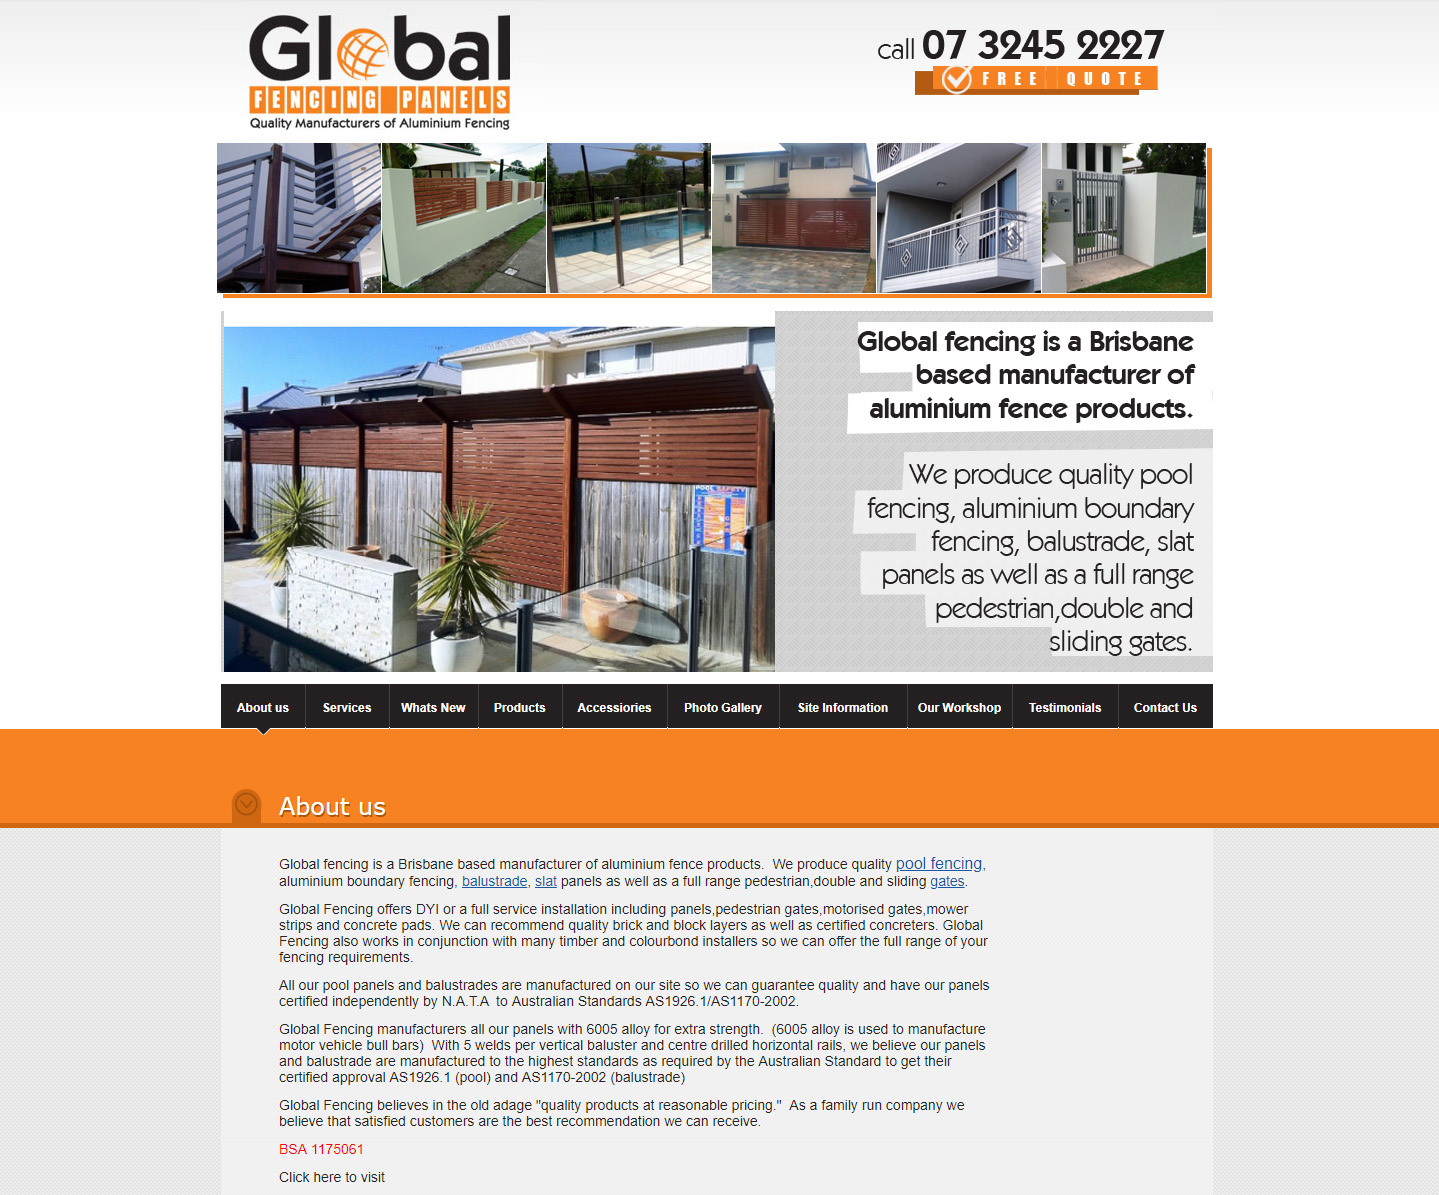 Global
FENCING PANELS
Quality Manufacturers of Aluminium Fencing
call 07 3245 2227
FREE QUOTE
Global fencing is a Brisbane
based manufacturer of
aluminium fence products.
We produce quality pool
fencing, aluminium boundary
fencing, balustrade, slat
panels as well as a full range
pedestrian,double and
sliding gates.
About us
Services
Whats New
Products
Accessiories
Photo Gallery
Site Information
Our Workshop
Testimonials
Contact Us
About us
Global fencing is a Brisbane based manufacturer of aluminium fence products.  We produce quality pool fencing,
aluminium boundary fencing, balustrade, slat panels as well as a full range pedestrian,double and sliding gates.
Global Fencing offers DYI or a full service installation including panels,pedestrian gates,motorised gates,mower
strips and concrete pads. We can recommend quality brick and block layers as well as certified concreters. Global
Fencing also works in conjunction with many timber and colourbond installers so we can offer the full range of your
fencing requirements.
All our pool panels and balustrades are manufactured on our site so we can guarantee quality and have our panels
certified independently by N.A.T.A  to Australian Standards AS1926.1/AS1170-2002.
Global Fencing manufacturers all our panels with 6005 alloy for extra strength.  (6005 alloy is used to manufacture
motor vehicle bull bars)  With 5 welds per vertical baluster and centre drilled horizontal rails, we believe our panels
and balustrade are manufactured to the highest standards as required by the Australian Standard to get their
certified approval AS1926.1 (pool) and AS1170-2002 (balustrade)
Global Fencing believes in the old adage "quality products at reasonable pricing."  As a family run company we
believe that satisfied customers are the best recommendation we can receive.
BSA 1175061
Click here to visit